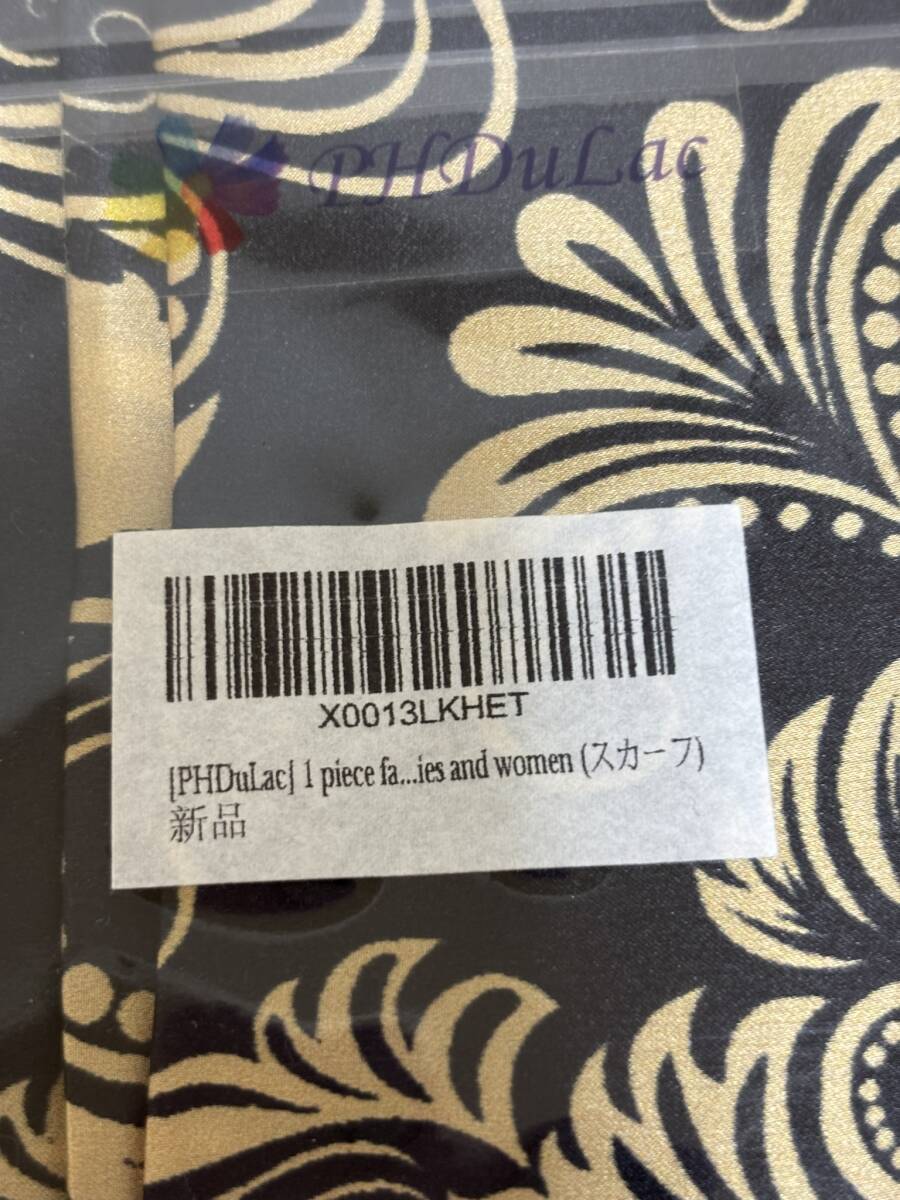 PHDuLac
X0013LKHET
[PHDuLac] 1 piece fa...ies and women (スカーフ)
新品